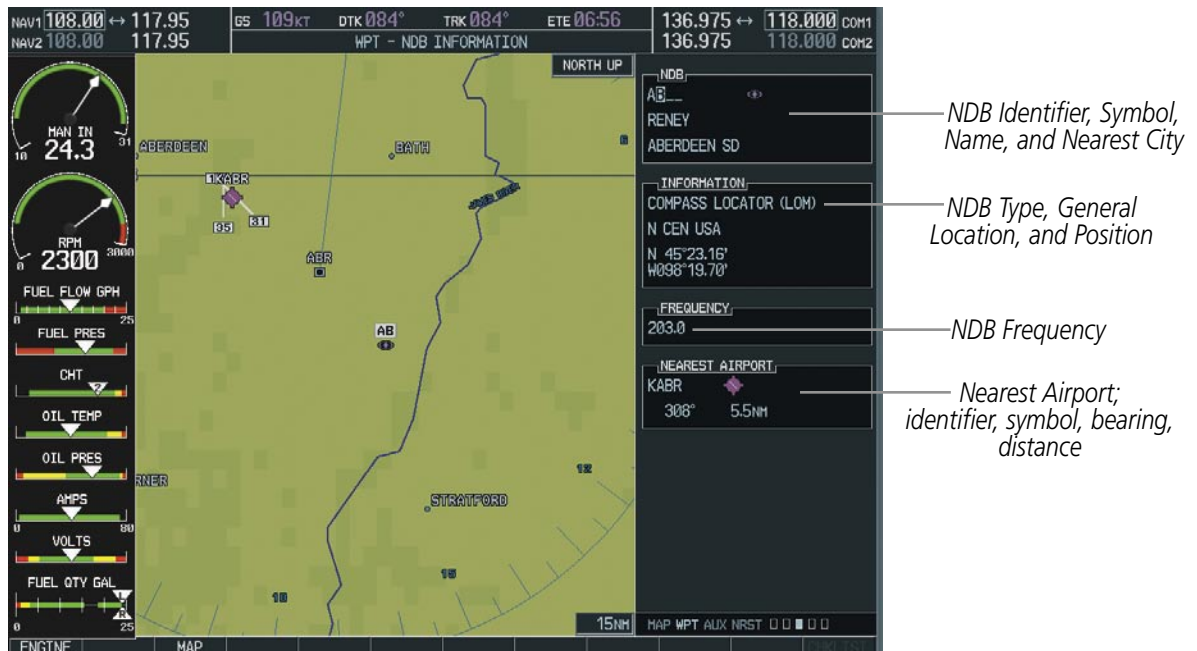 NAV1 108.00 ↔ 117.95
NAV2 108.00 117.95
GS 109KT DTK 084° TRK 084° ETE 06:56
WPT – NDB INFORMATION
136.975 ↔ 118.000 COM1
136.975 118.000 COM2
MAN IN
24.3
10 31
RPM
2300
0 3000
FUEL FLOW GPH
0 25
FUEL PRES
CHT
2
OIL TEMP
OIL PRES
AMPS
0 80
VOLTS
FUEL QTY GAL
L
R
0 25
NORTH UP
ABERDEEN
BATH
6
KABR
35
31
ABR
AB
12
STRATFORD
15
18
15NM
NDB
AB__
RENEY
ABERDEEN SD
INFORMATION
COMPASS LOCATOR (LOM)
N CEN USA
N 45°23.16'
W098°19.70'
FREQUENCY
203.0
NEAREST AIRPORT
KABR
308° 5.5NM
MAP WPT AUX NRST
ENGINE MAP CHKLIST
NDB Identifier, Symbol,
Name, and Nearest City
NDB Type, General
Location, and Position
NDB Frequency
Nearest Airport;
identifier, symbol, bearing,
distance